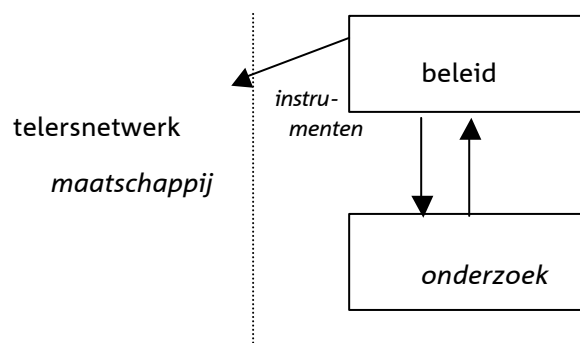 beleid
instru-
menten
telersnetwerk
maatschappij
onderzoek